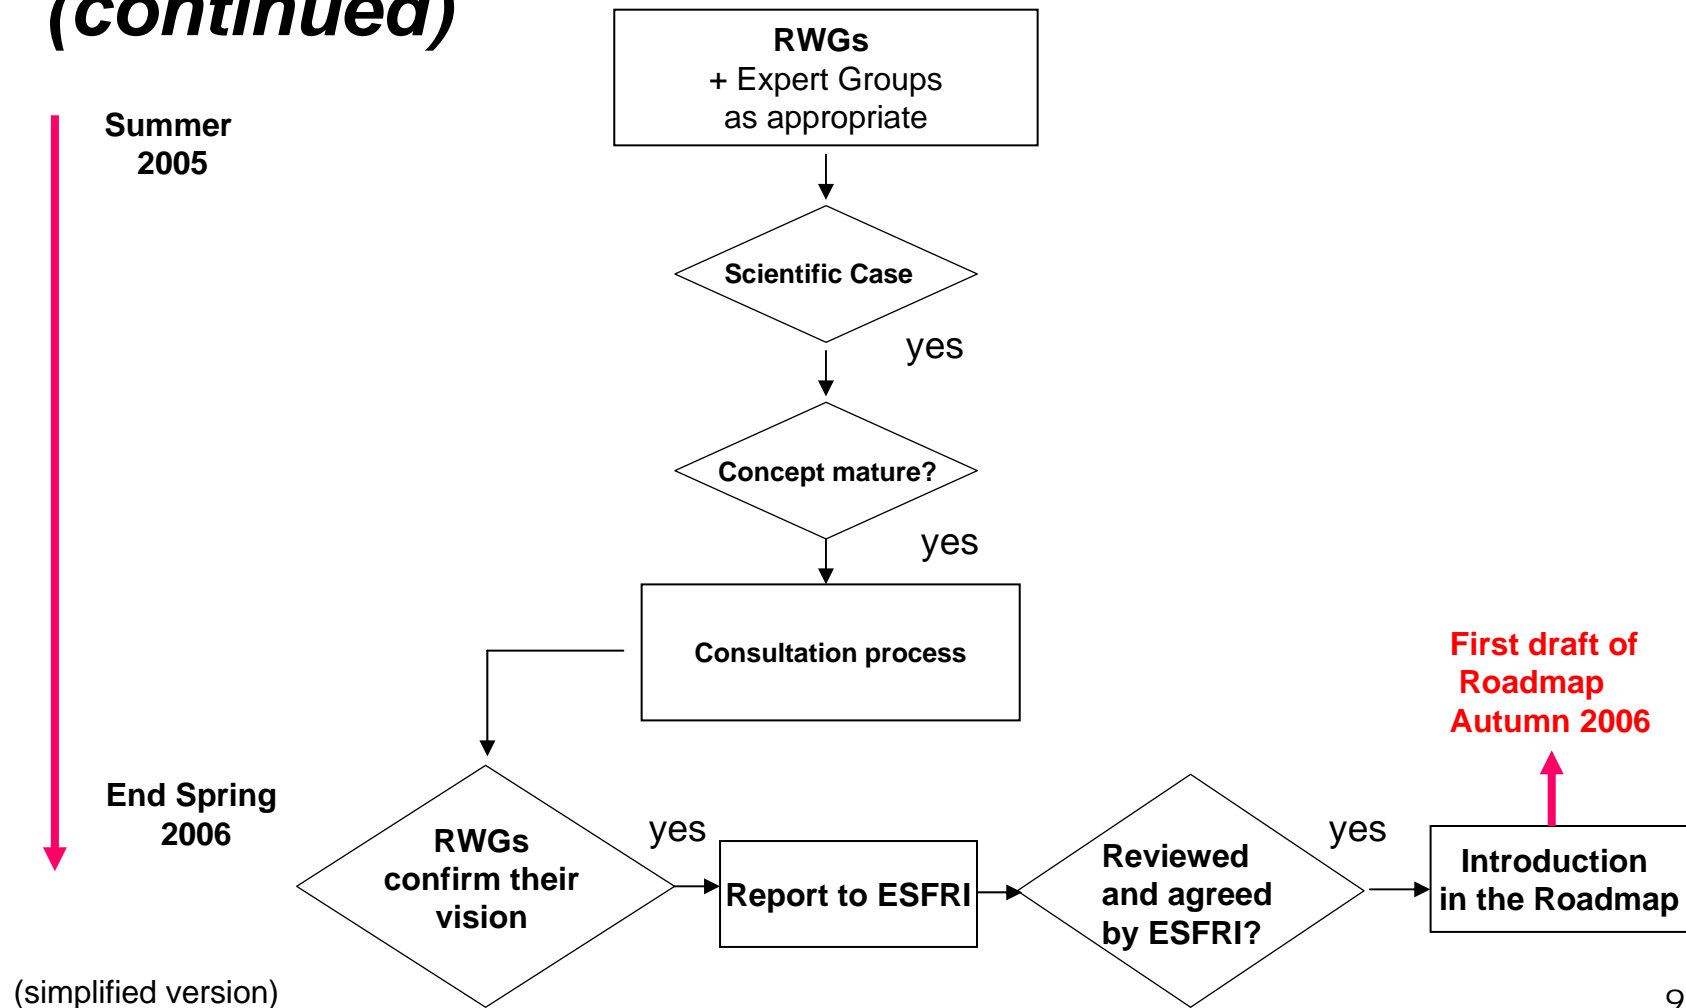 (continued)
RWGs
+ Expert Groups
as appropriate
Summer
2005
Scientific Case
yes
Concept mature?
yes
Consultation process
First draft of
Roadmap
Autumn 2006
End Spring
2006
RWGs
confirm their
vision
yes
Report to ESFRI
Reviewed
and agreed
by ESFRI?
yes
Introduction
in the Roadmap
(simplified version)
9